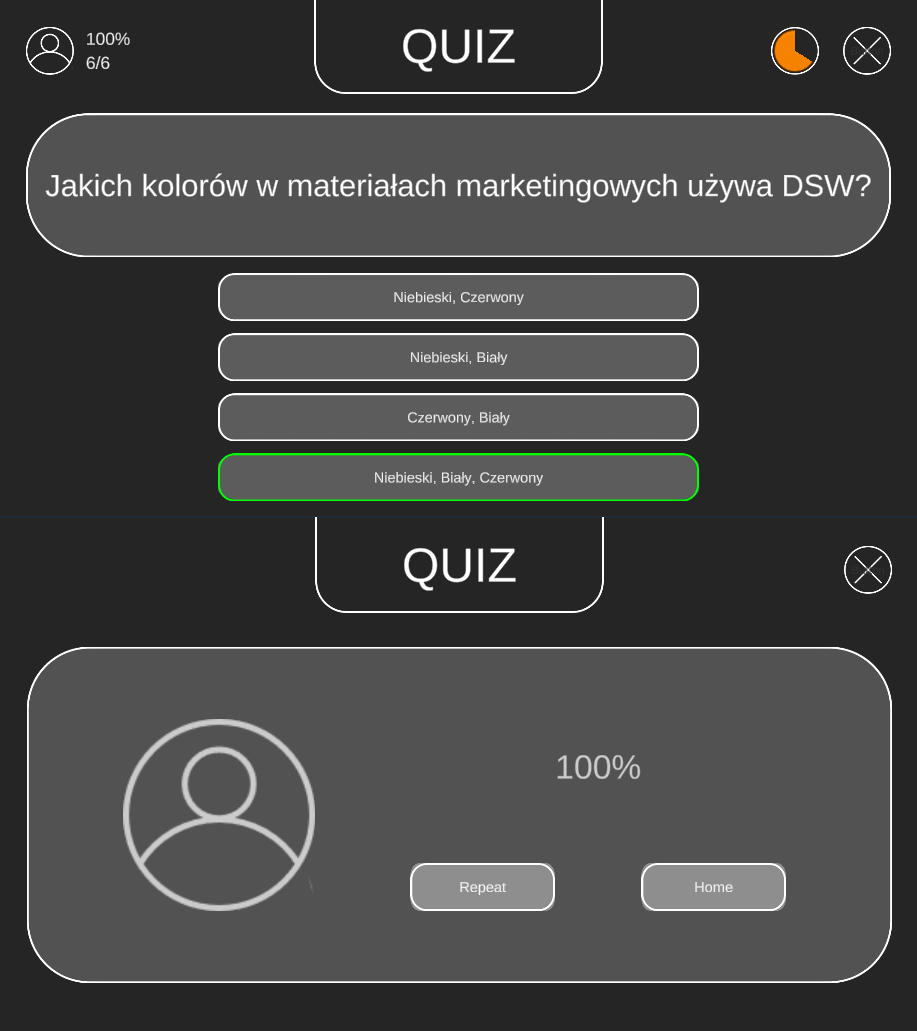 100%
6/6
QUIZ
Jakich kolorów w materiałach marketingowych używa DSW?
Niebieski, Czerwony
Niebieski, Biały
Czerwony, Biały
Niebieski, Biały, Czerwony
QUIZ
100%
Repeat
Home